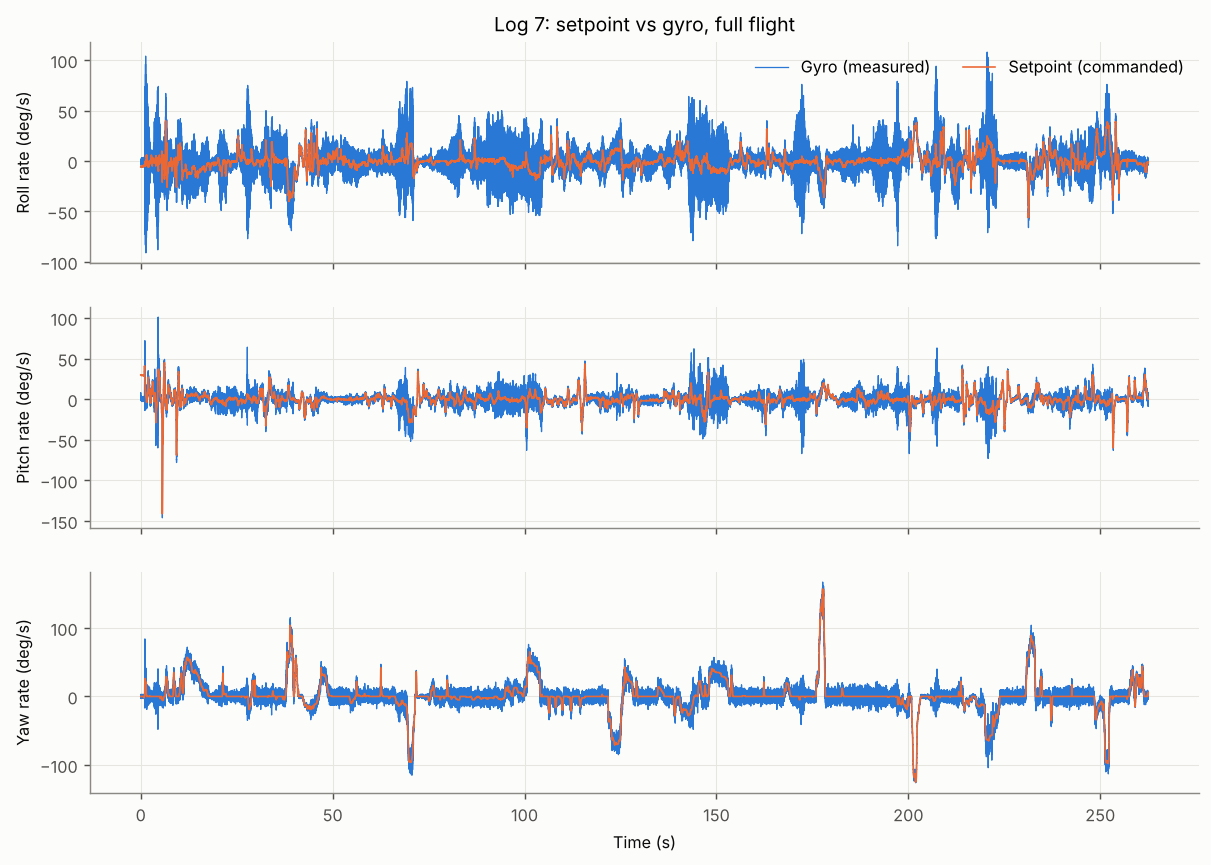 Log 7: setpoint vs gyro, full flight
Gyro (measured) Setpoint (commanded)
Roll rate (deg/s)
100
50
0
−50
−100
Pitch rate (deg/s)
100
50
0
−50
−100
−150
Yaw rate (deg/s)
100
0
−100
0 50 100 150 200 250
Time (s)